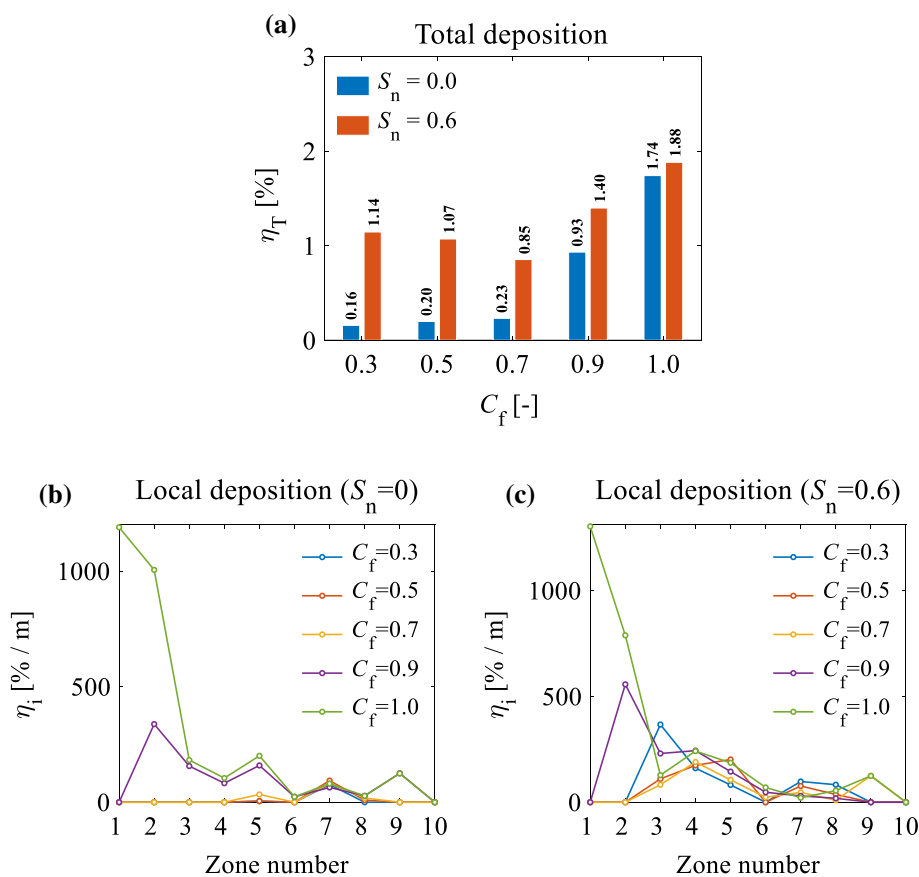 (a)
Total deposition
3
2
1
0
η_T [%]
S_n = 0.0
S_n = 0.6
0.16
1.14
0.20
1.07
0.23
0.85
0.93
1.40
1.74
1.88
0.3 0.5 0.7 0.9 1.0
C_f [-]
(b)
Local deposition (S_n=0)
1000
500
0
η_i [% / m]
C_f=0.3
C_f=0.5
C_f=0.7
C_f=0.9
C_f=1.0
1 2 3 4 5 6 7 8 9 10
Zone number
(c)
Local deposition (S_n=0.6)
1000
500
0
η_i [% / m]
C_f=0.3
C_f=0.5
C_f=0.7
C_f=0.9
C_f=1.0
1 2 3 4 5 6 7 8 9 10
Zone number